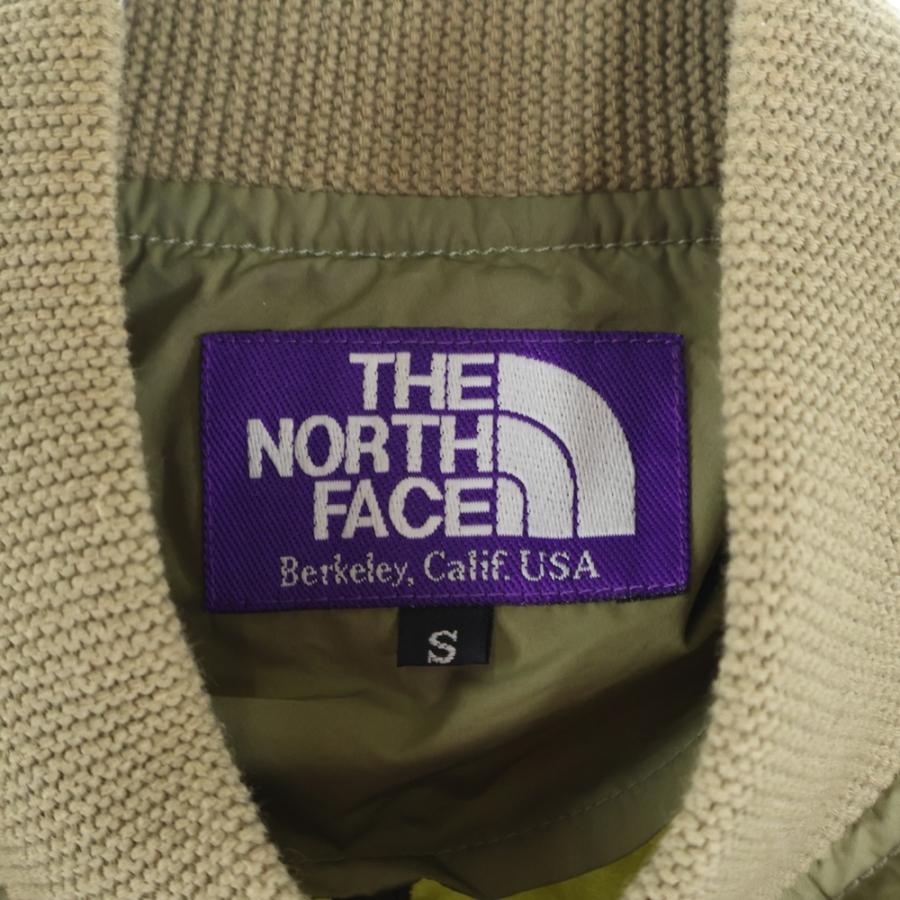 THE
NORTH
FACE
Berkeley, Calif. USA
S